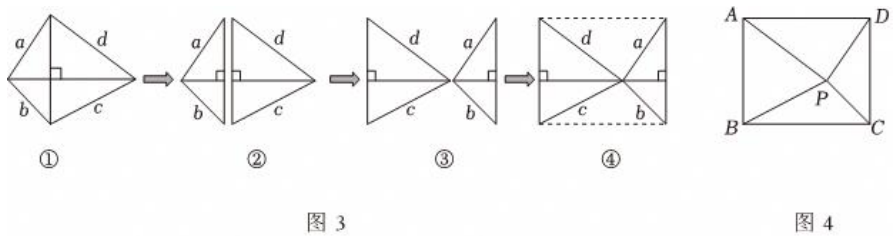 a d b c
a d b c
d a c b
d a c b
A D B P C
① ② ③ ④
图 3 图 4